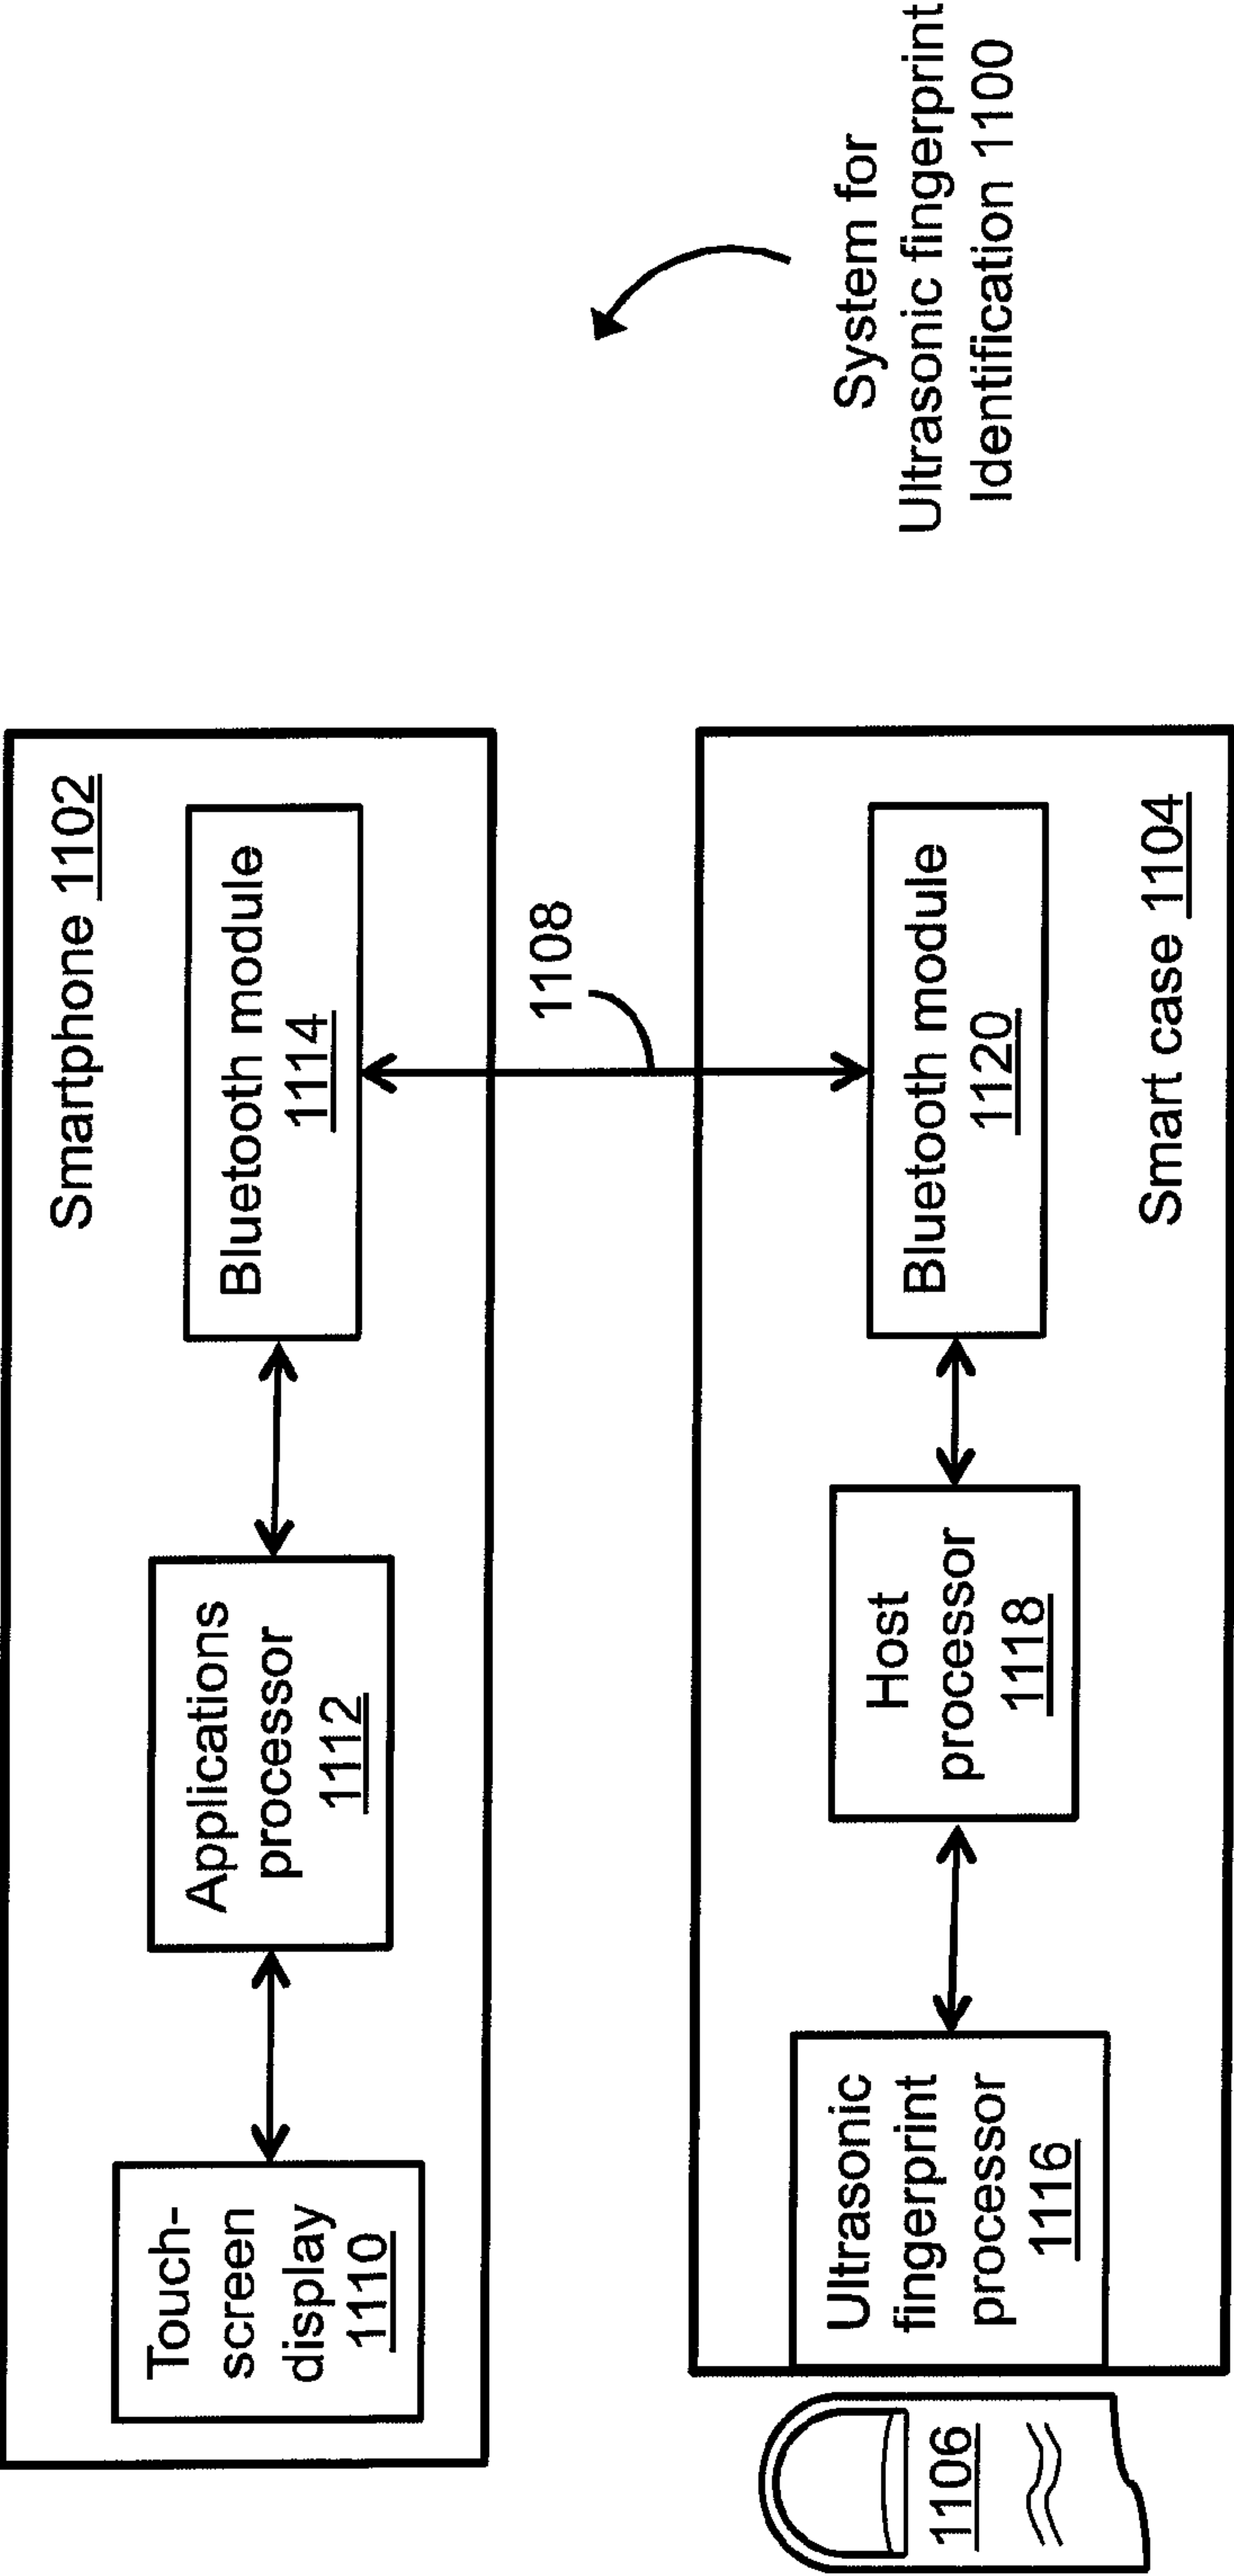 Smartphone 1102
Touch-
screen
display
1110
Applications
processor
1112
Bluetooth module
1114
1108
1106
Ultrasonic
fingerprint
processor
1116
Host
processor
1118
Bluetooth module
1120
Smart case 1104
System for
Ultrasonic fingerprint
Identification 1100